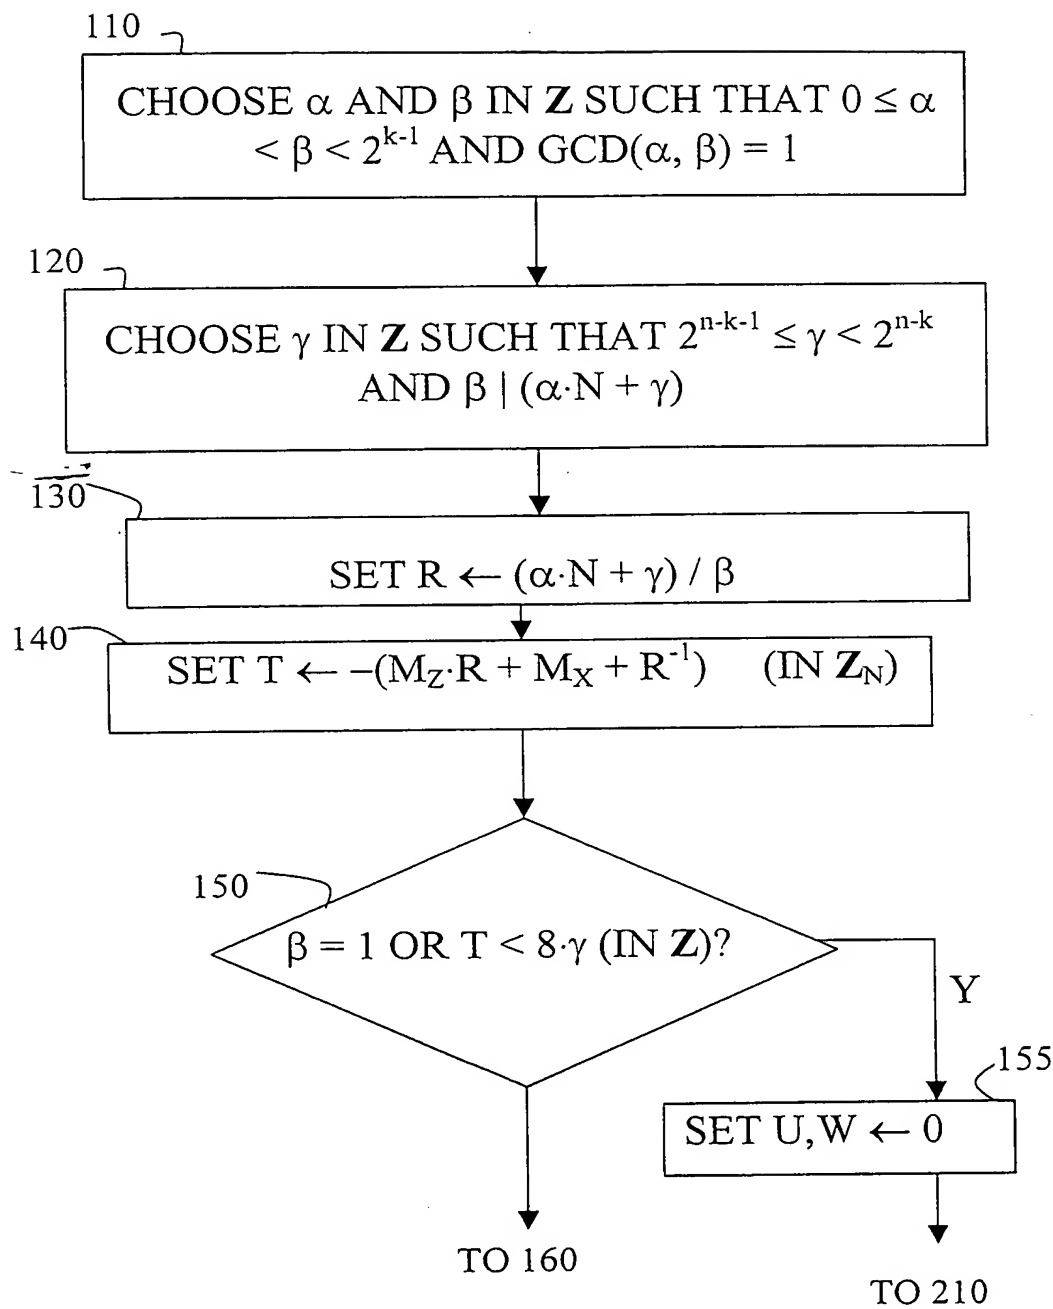 110
CHOOSE α AND β IN Z SUCH THAT 0 ≤ α
< β < 2^{k-1} AND GCD(α, β) = 1
120
CHOOSE γ IN Z SUCH THAT 2^{n-k-1} ≤ γ < 2^{n-k}
AND β | (α·N + γ)
130
SET R ← (α·N + γ) / β
140
SET T ← −(M_Z·R + M_X + R^{-1}) (IN Z_N)
150
β = 1 OR T < 8·γ (IN Z)?
Y
155
SET U,W ← 0
TO 160
TO 210